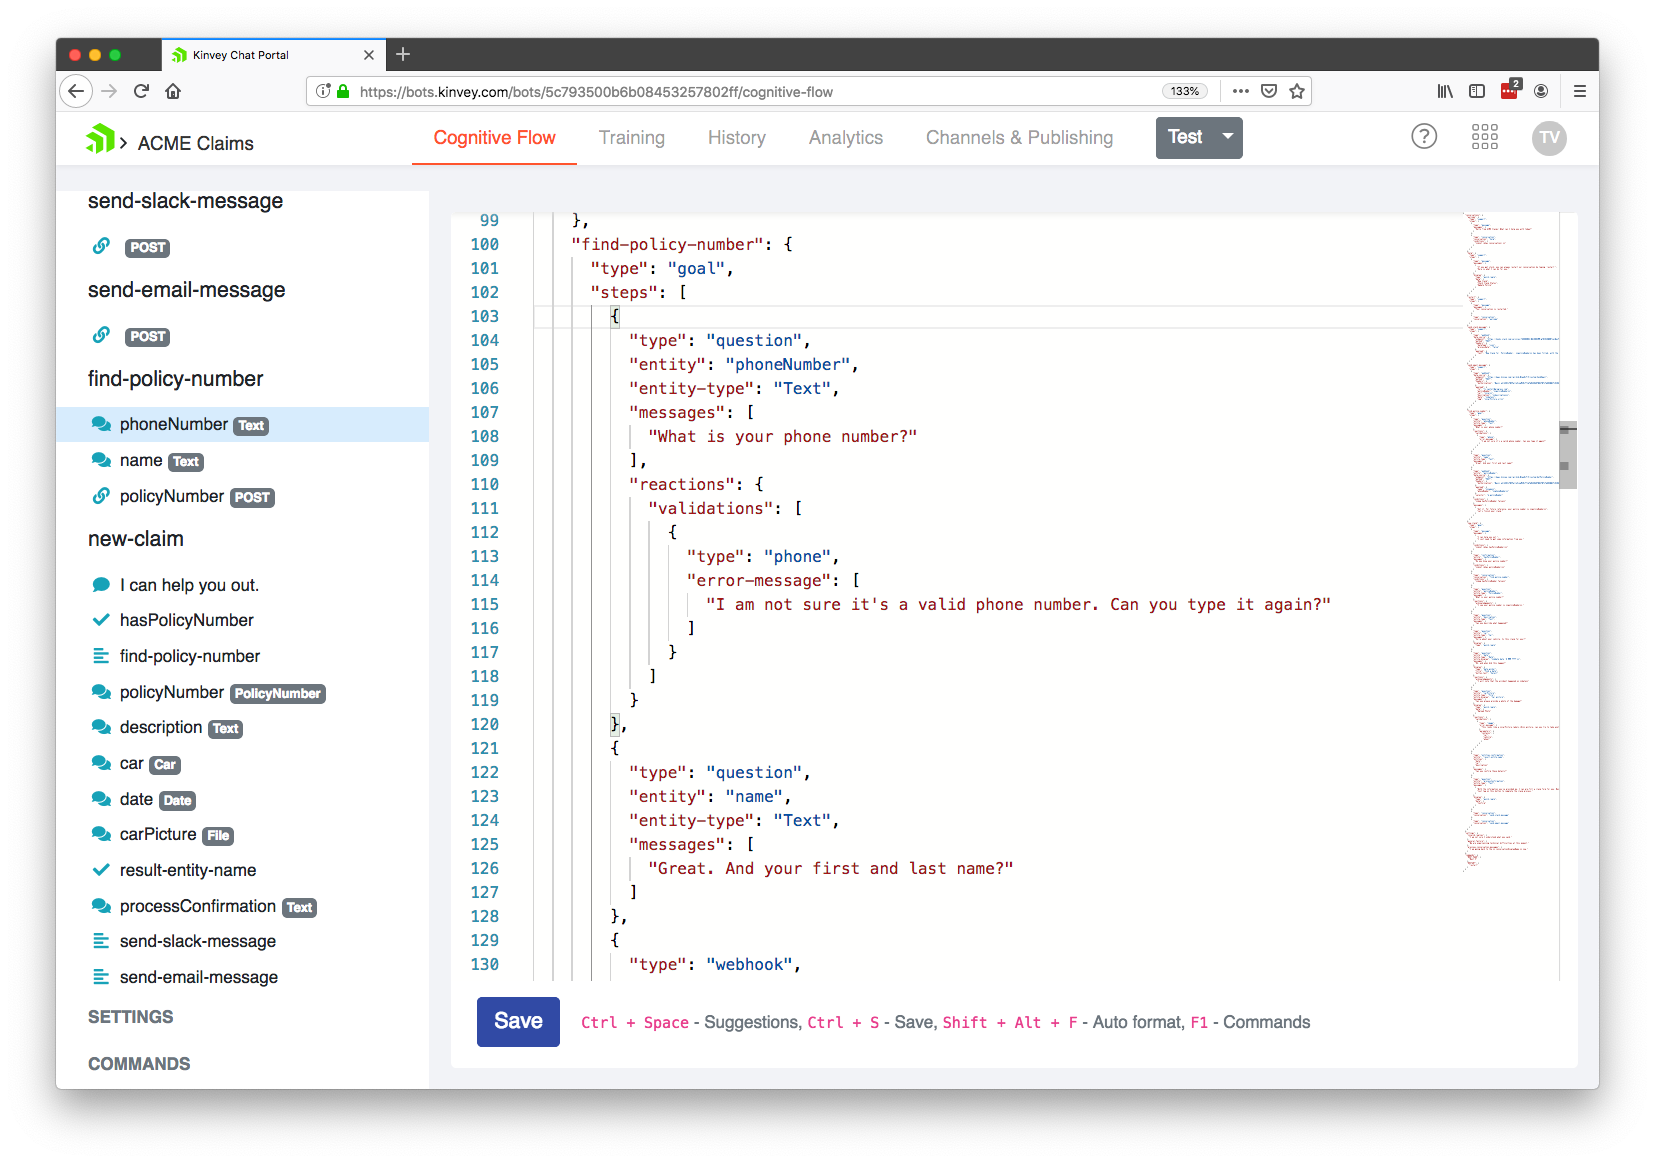 Kinvey Chat Portal
https://bots.kinvey.com/bots/5c793500b6b08453257802ff/cognitive-flow
133%
2
ACME Claims
Cognitive Flow
Training
History
Analytics
Channels & Publishing
Test
?
TV
send-slack-message
POST
send-email-message
POST
find-policy-number
phoneNumber Text
name Text
policyNumber POST
new-claim
I can help you out.
hasPolicyNumber
find-policy-number
policyNumber PolicyNumber
description Text
car Car
date Date
carPicture File
result-entity-name
processConfirmation Text
send-slack-message
send-email-message
SETTINGS
COMMANDS
99 },
100 "find-policy-number": {
101 "type": "goal",
102 "steps": [
103 {
104 "type": "question",
105 "entity": "phoneNumber",
106 "entity-type": "Text",
107 "messages": [
108 "What is your phone number?"
109 ],
110 "reactions": {
111 "validations": [
112 {
113 "type": "phone",
114 "error-message": [
115 "I am not sure it's a valid phone number. Can you type it again?"
116 ]
117 }
118 ]
119 }
120 },
121 {
122 "type": "question",
123 "entity": "name",
124 "entity-type": "Text",
125 "messages": [
126 "Great. And your first and last name?"
127 ]
128 },
129 {
130 "type": "webhook",
Save
Ctrl + Space - Suggestions, Ctrl + S - Save, Shift + Alt + F - Auto format, F1 - Commands